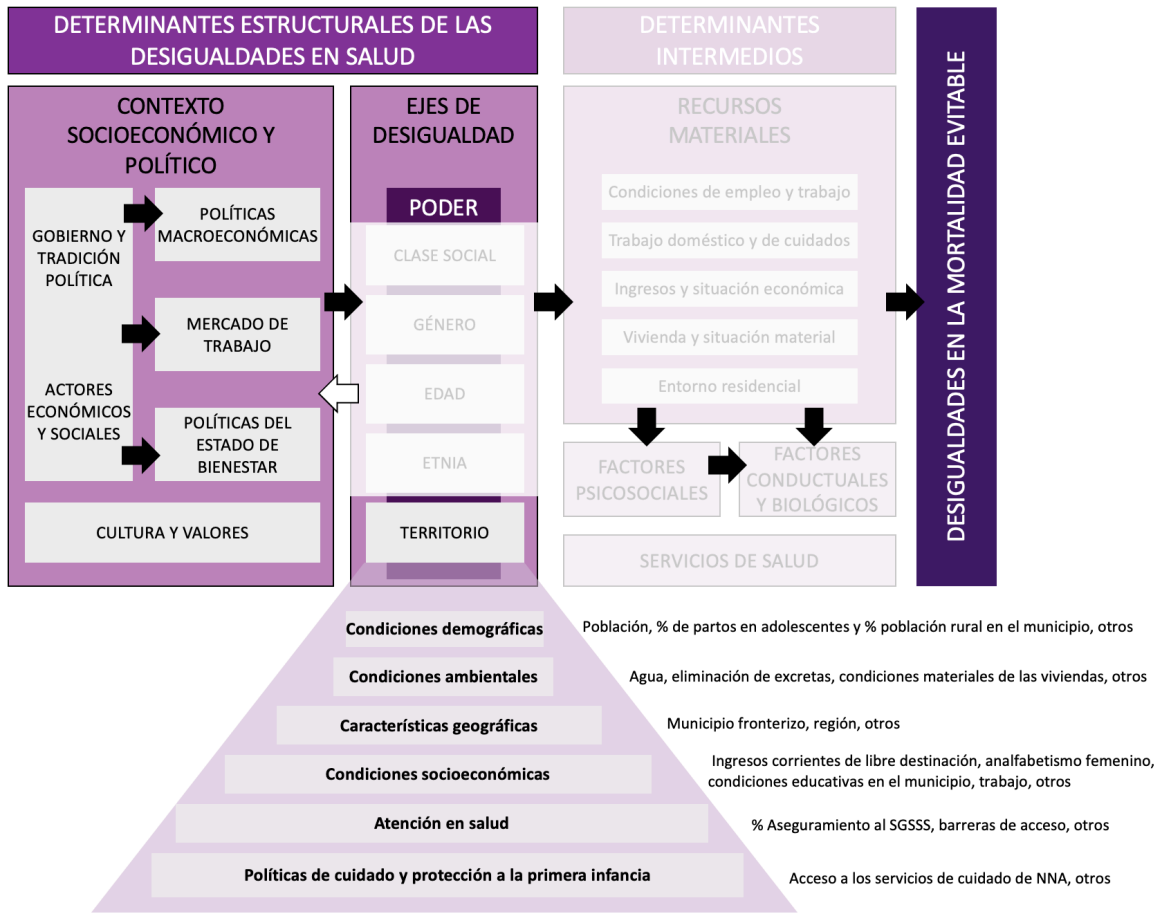 DETERMINANTES ESTRUCTURALES DE LAS
DESIGUALDADES EN SALUD
DETERMINANTES
INTERMEDIOS
DESIGUALDADES EN LA MORTALIDAD EVITABLE
CONTEXTO
SOCIOECONÓMICO Y
POLÍTICO
GOBIERNO Y
TRADICIÓN
POLÍTICA
ACTORES
ECONÓMICOS
Y SOCIALES
POLÍTICAS
MACROECONÓMICAS
MERCADO DE
TRABAJO
POLÍTICAS DEL
ESTADO DE
BIENESTAR
CULTURA Y VALORES
EJES DE
DESIGUALDAD
PODER
CLASE SOCIAL
GÉNERO
EDAD
ETNIA
TERRITORIO
RECURSOS
MATERIALES
Condiciones de empleo y trabajo
Trabajo doméstico y de cuidados
Ingresos y situación económica
Vivienda y situación material
Entorno residencial
FACTORES
PSICOSOCIALES
FACTORES
CONDUCTUALES
Y BIOLÓGICOS
SERVICIOS DE SALUD
Condiciones demográficas
Población, % de partos en adolescentes y % población rural en el municipio, otros
Condiciones ambientales
Agua, eliminación de excretas, condiciones materiales de las viviendas, otros
Características geográficas
Municipio fronterizo, región, otros
Condiciones socioeconómicas
Ingresos corrientes de libre destinación, analfabetismo femenino,
condiciones educativas en el municipio, trabajo, otros
Atención en salud
% Aseguramiento al SGSSS, barreras de acceso, otros
Políticas de cuidado y protección a la primera infancia
Acceso a los servicios de cuidado de NNA, otros